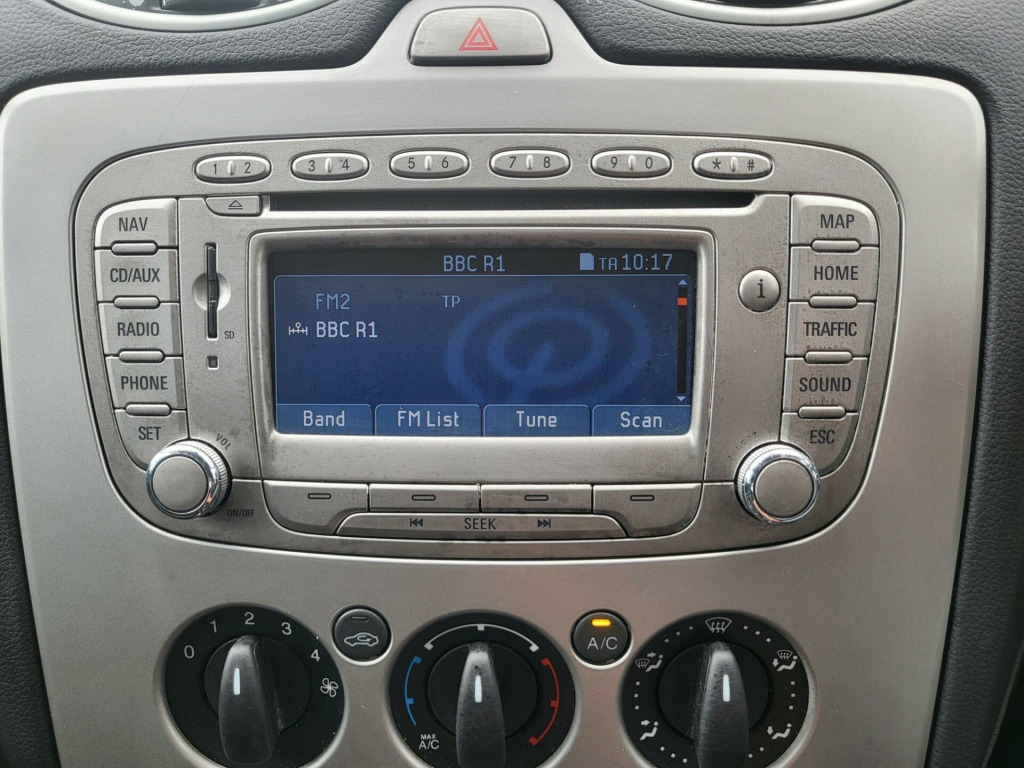 1 2 3 4 5 6 7 8 9 0 * #
NAV
CD/AUX
RADIO
PHONE
SET
SD
VOL
ON/OFF
BBC R1 TA 10:17
FM2 TP
BBC R1
Band FM List Tune Scan
i
MAP
HOME
TRAFFIC
SOUND
ESC
SEEK
0 1 2 3 4
MAX
A/C
A/C